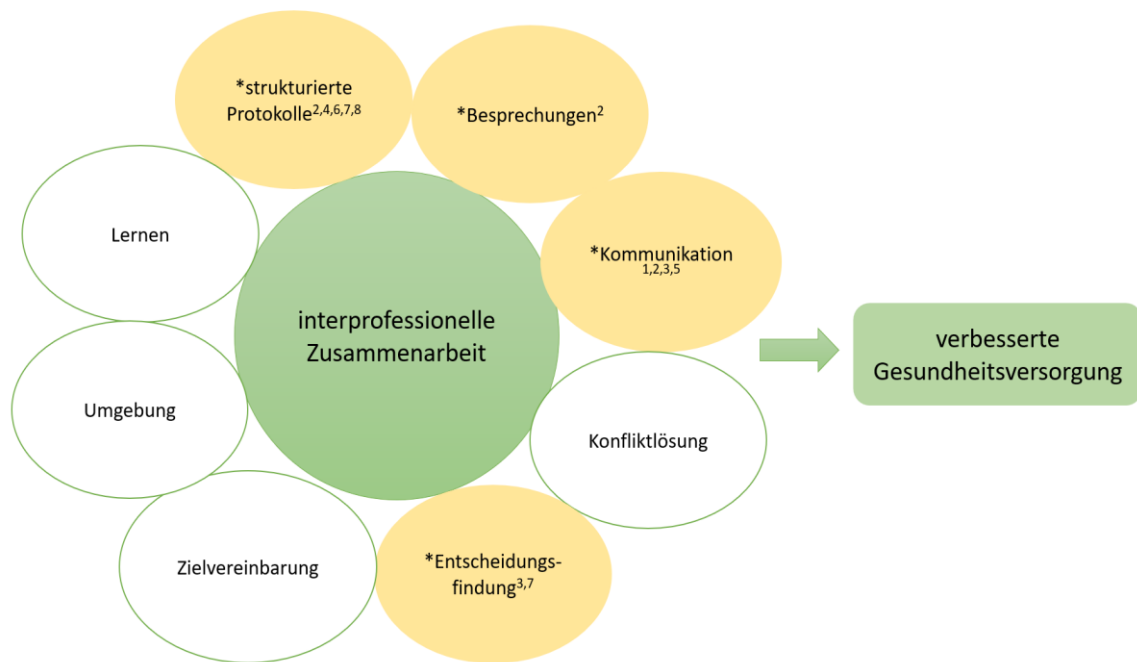 *strukturierte
Protokolle2,4,6,7,8
*Besprechungen2
Lernen
*Kommunikation
1,2,3,5
interprofessionelle
Zusammenarbeit
verbesserte
Gesundheitsversorgung
Umgebung
Konfliktlösung
Zielvereinbarung
*Entscheidungs-
findung3,7